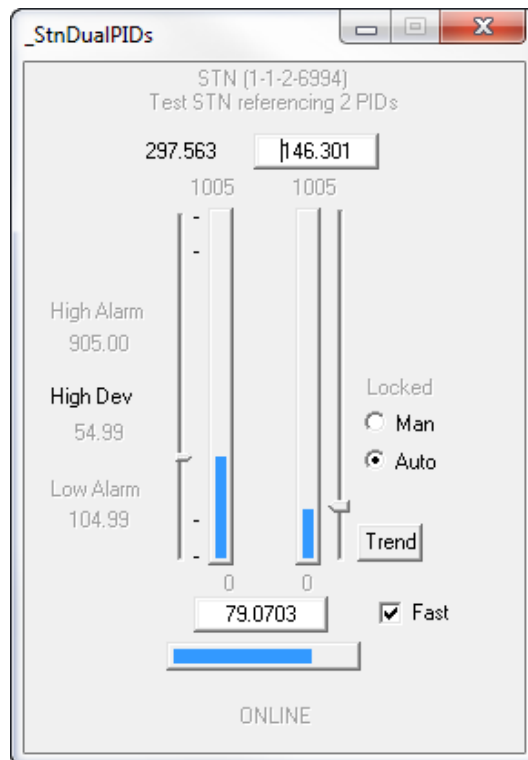 _StnDualPIDs
STN (1-1-2-6994)
Test STN referencing 2 PIDs
297.563 146.301
1005 1005
High Alarm
905.00
High Dev
54.99
Low Alarm
104.99
Locked
Man
Auto
Trend
0 0
79.0703
Fast
ONLINE